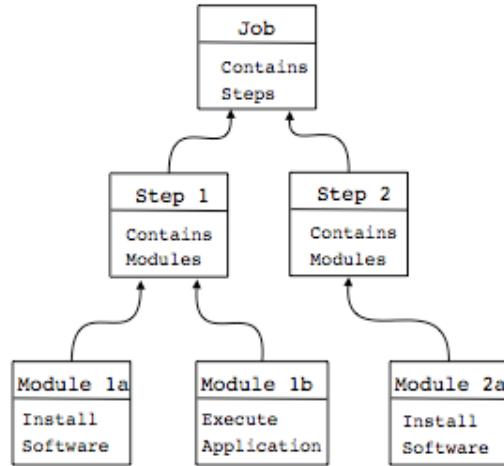 Job
Contains
Steps
Step 1
Contains
Modules
Step 2
Contains
Modules
Module 1a
Install
Software
Module 1b
Execute
Application
Module 2a
Install
Software